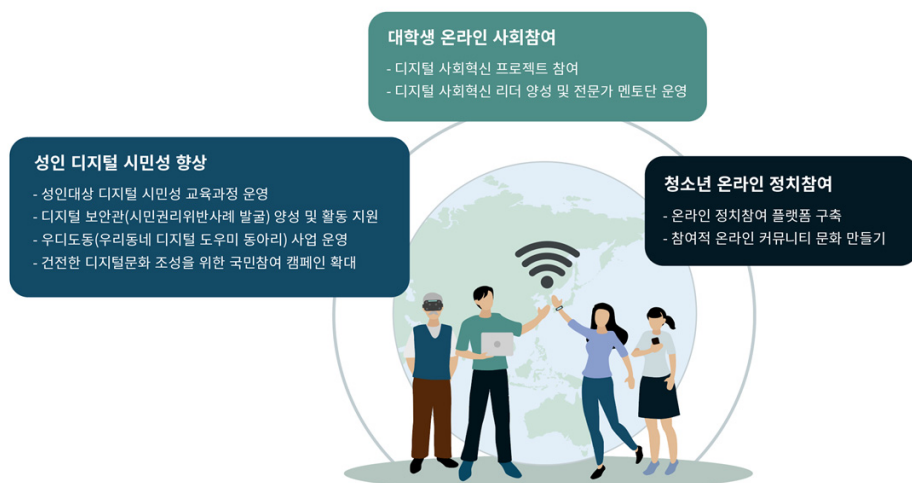 대학생 온라인 사회참여
- 디지털 사회혁신 프로젝트 참여
- 디지털 사회혁신 리더 양성 및 전문가 멘토단 운영
성인 디지털 시민성 향상
- 성인대상 디지털 시민성 교육과정 운영
- 디지털 보안관(시민권리위반사례 발굴) 양성 및 활동 지원
- 우디도동(우리동네 디지털 도우미 동아리) 사업 운영
- 건전한 디지털문화 조성을 위한 국민참여 캠페인 확대
청소년 온라인 정치참여
- 온라인 정치참여 플랫폼 구축
- 참여적 온라인 커뮤니티 문화 만들기